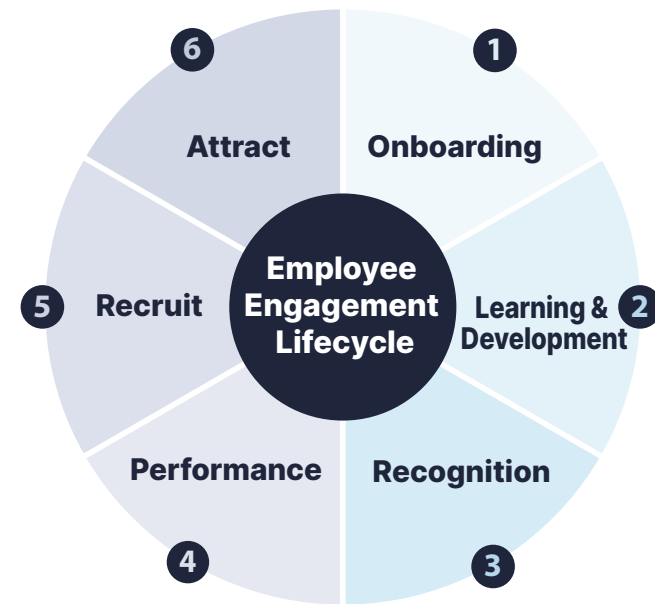 6
1
Attract
Onboarding
Employee
Engagement
Lifecycle
5
Recruit
Learning &
Development
2
Performance
Recognition
4
3